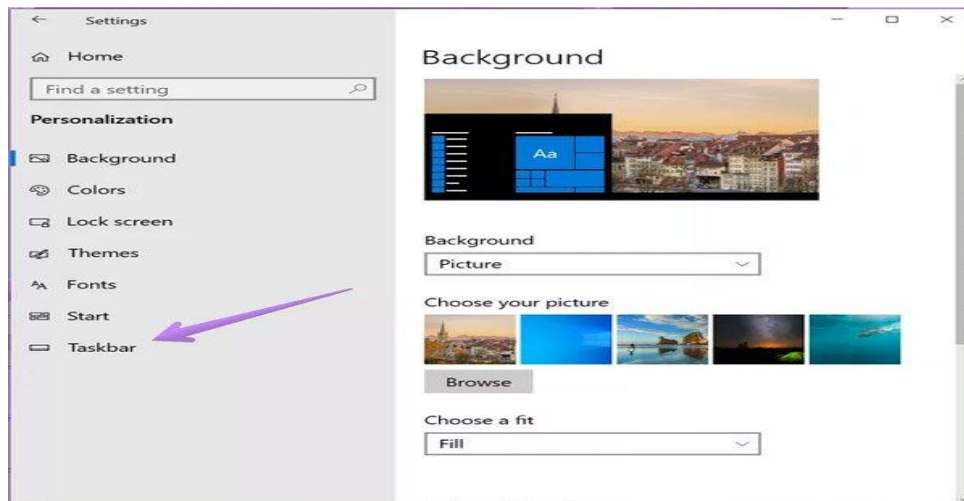 Settings
Home
Find a setting
Personalization
Background
Colors
Lock screen
Themes
Fonts
Start
Taskbar
Background
Aa
Background
Picture
Choose your picture
Browse
Choose a fit
Fill